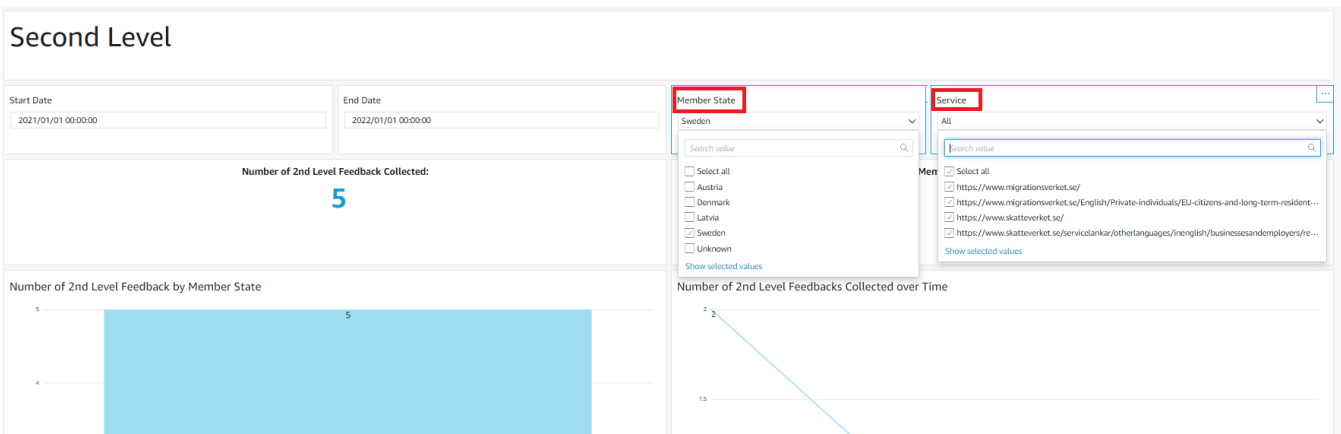 Second Level
Start Date
2021/01/01 00:00:00
End Date
2022/01/01 00:00:00
Member State
Sweden
Search value
Select all
Austria
Denmark
Latvia
Sweden
Unknown
Show selected values
Service
...
All
Search value
Select all
https://www.migrationsverket.se/
https://www.migrationsverket.se/English/Private-individuals/EU-citizens-and-long-term-resident-···
https://www.skatteverket.se/
https://www.skatteverket.se/servicelankar/otherlanguages/inenglish/businessesandemployers/re···
Show selected values
Number of 2nd Level Feedback Collected:
5
Mem
Number of 2nd Level Feedback by Member State
5
5
4
Number of 2nd Level Feedbacks Collected over Time
2
2
1.5